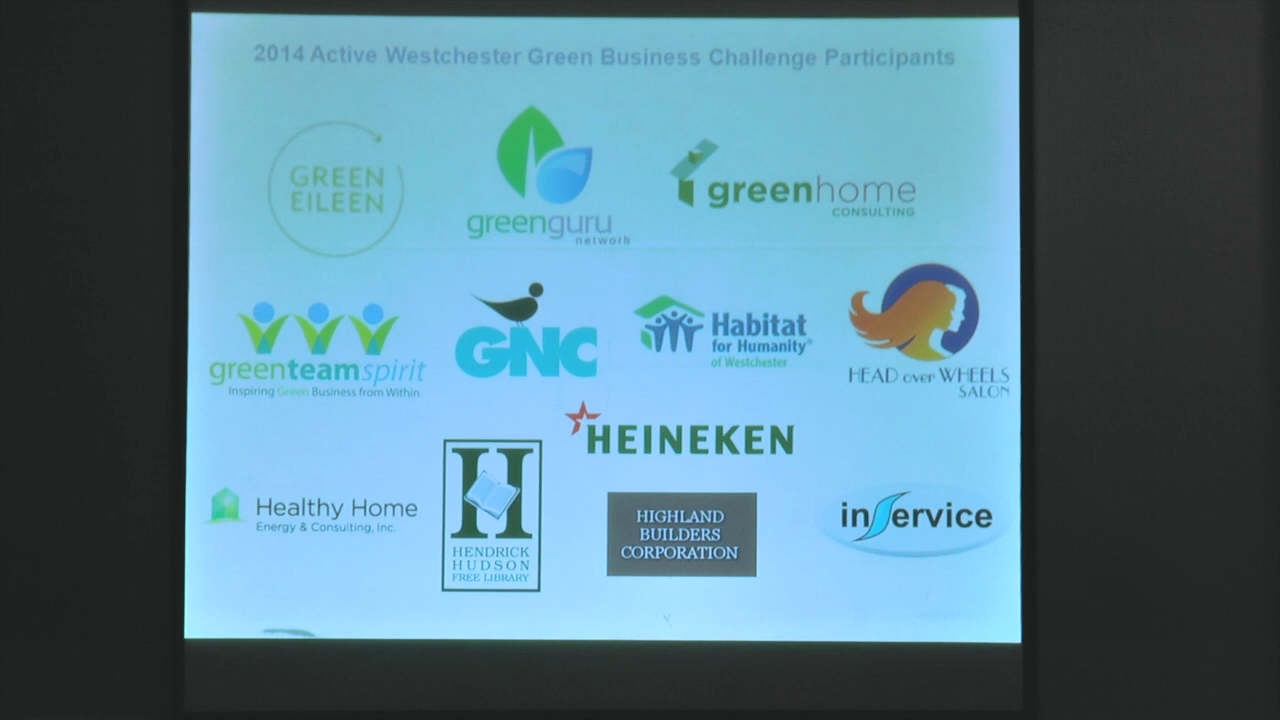 2014 Active Westchester Green Business Challenge Participants
GREEN
EILEEN
greenguru
network
greenhome
CONSULTING
greenteamspirit
Inspiring Green Business from Within
GNC
Habitat
for Humanity®
of Westchester
HEAD over WHEELS
SALON
HEINEKEN
Healthy Home
Energy & Consulting, Inc.
H
HENDRICK
HUDSON
FREE LIBRARY
HIGHLAND
BUILDERS
CORPORATION
inService